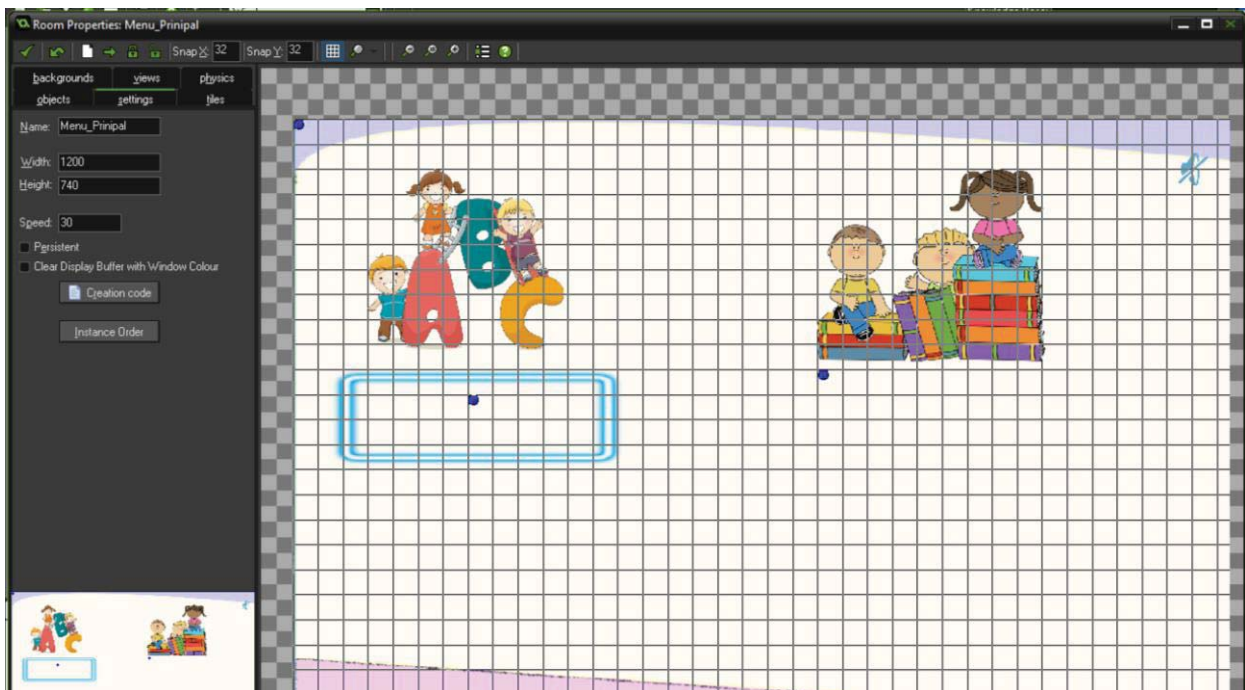 Room Properties: Menu_Prinipal
Snap X: 32 Snap Y: 32
backgrounds views physics
objects settings tiles
Name: Menu_Prinipal
Width: 1200
Height: 740
Speed: 30
Persistent
Clear Display Buffer with Window Colour
Creation code
Instance Order
A B C